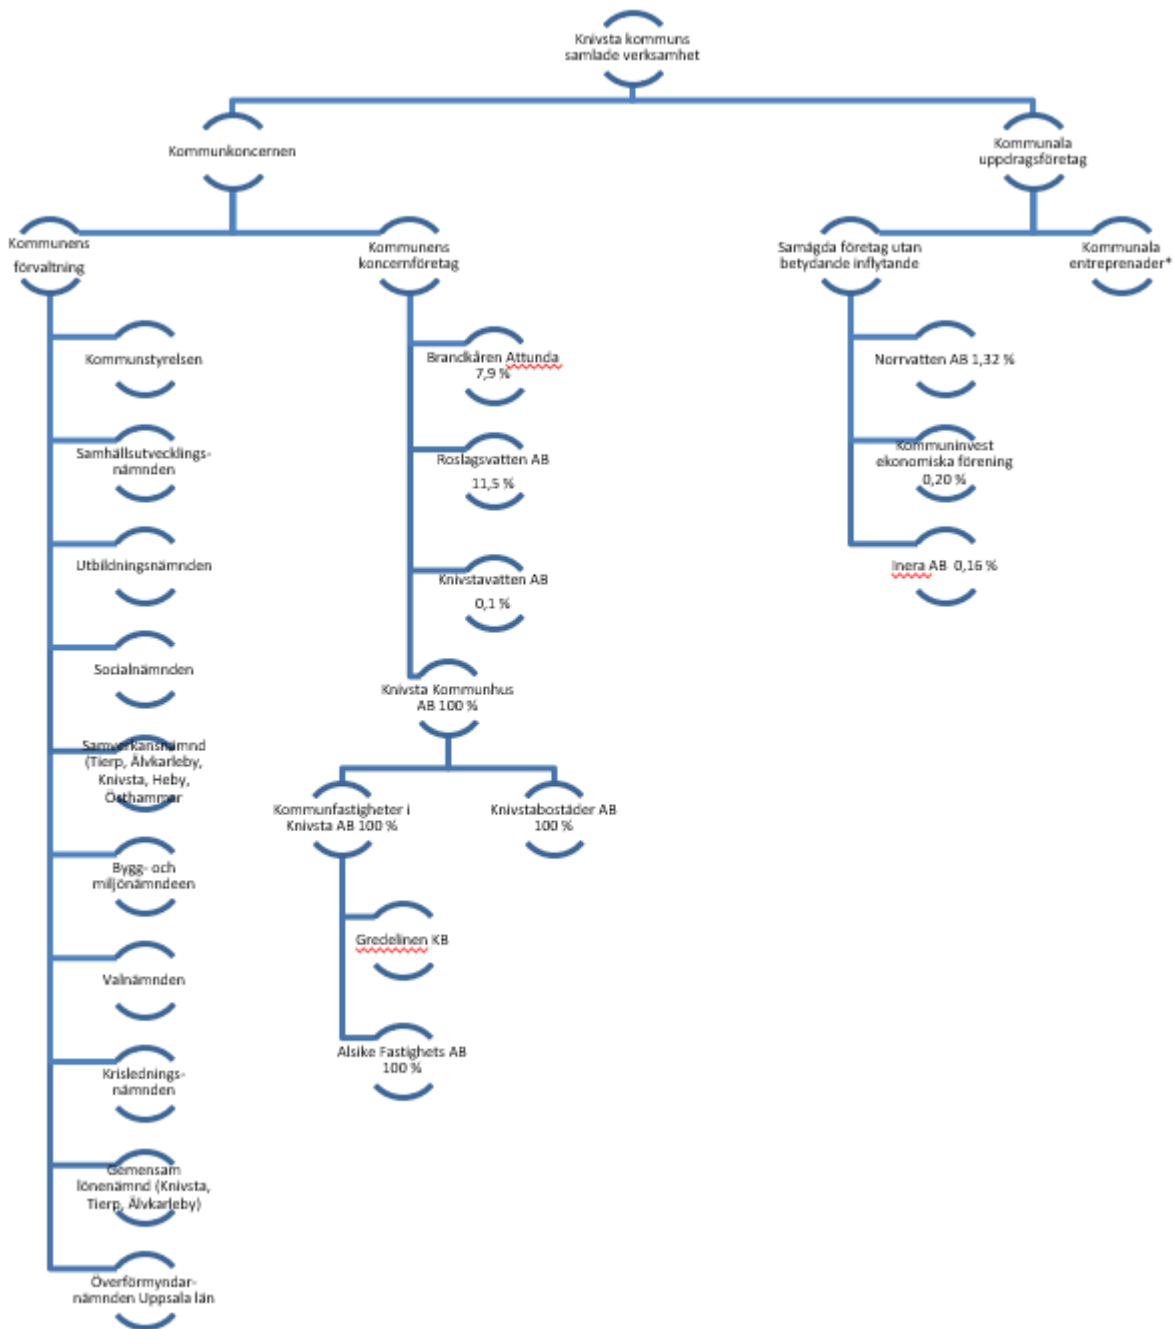 Knivsta kommuns
samlade verksamhet
Kommunkoncernen
Kommunala
uppdragsföretag
Kommunens
förvaltning
Kommunens
koncernföretag
Samägda företag utan
betydande inflytande
Kommunala
entreprenader*
Kommunstyrelsen
Samhällsutvecklings-
nämnden
Utbildningsnämnden
Socialnämnden
Samverkansnämnd
(Tierp, Älvkarleby,
Knivsta, Heby,
Östhammar
Bygg- och
miljönämndeen
Valnämnden
Krislednings-
nämnden
Gemensam
lönenämnd (Knivsta,
Tierp, Älvkarleby)
Överförmyndar-
nämnden Uppsala län
Brandkåren Attunda
7,9 %
Roslagsvatten AB
11,5 %
Knivstavatten AB
0,1 %
Knivsta Kommunhus
AB 100 %
Kommunfastigheter i
Knivsta AB 100 %
Knivstabostäder AB
100 %
Gredelinen KB
Alsike Fastighets AB
100 %
Norrvatten AB 1,32 %
Kommuninvest
ekonomiska förening
0,20 %
Inera AB 0,16 %